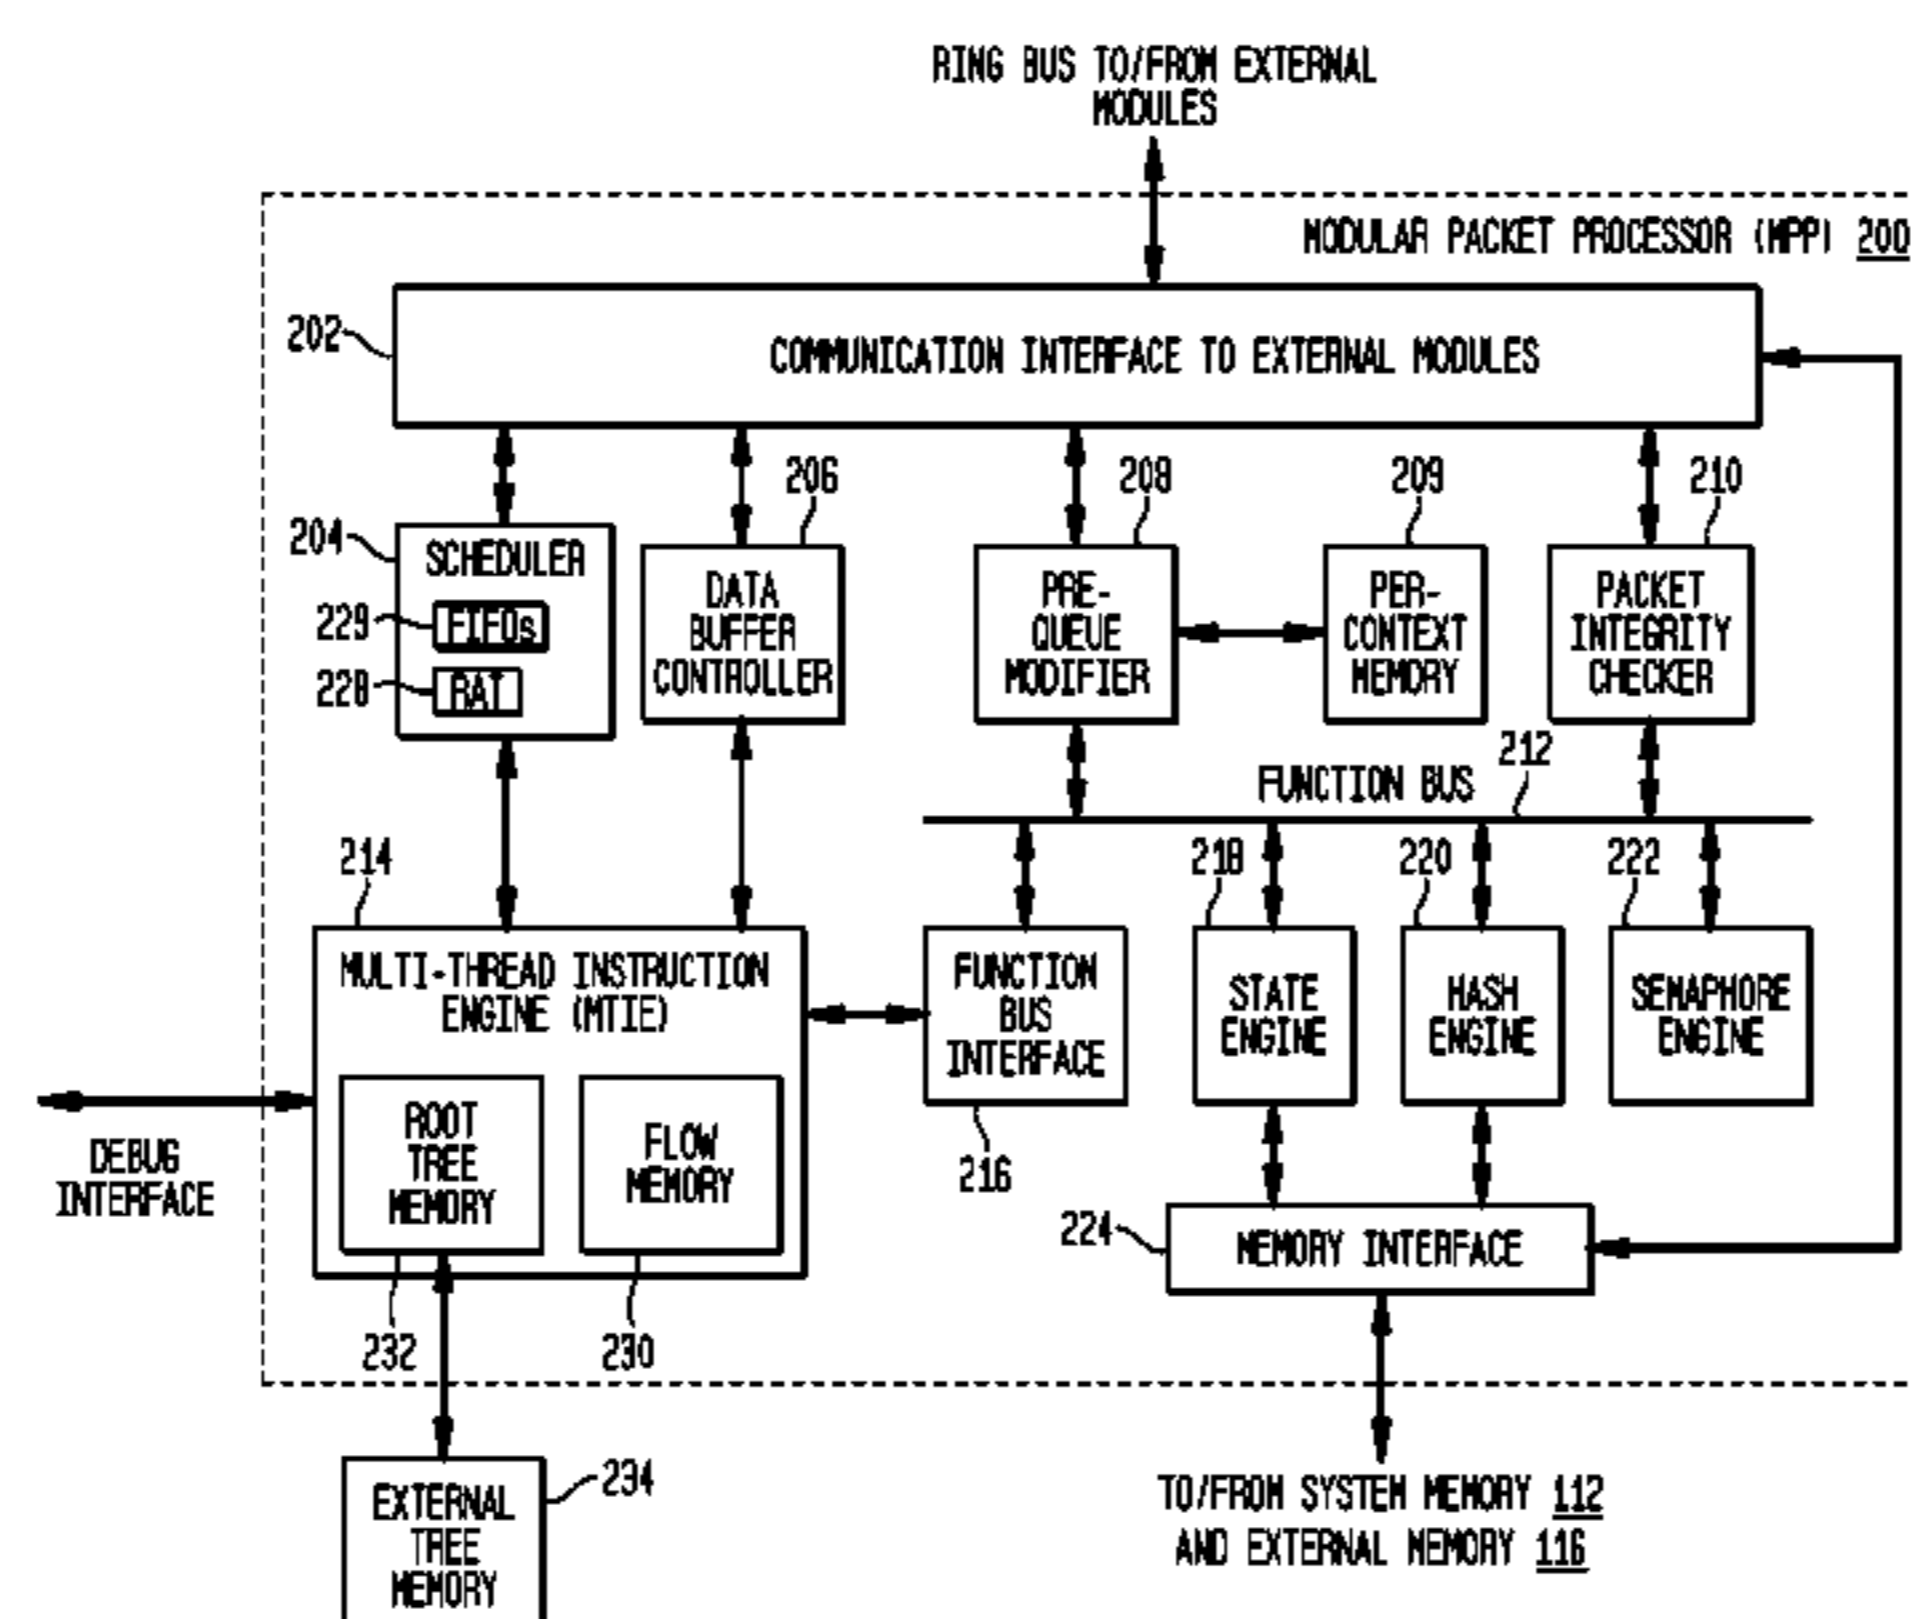 RING BUS TO/FROM EXTERNAL
MODULES
MODULAR PACKET PROCESSOR (MPP) 200
202
COMMUNICATION INTERFACE TO EXTERNAL MODULES
206
208
209
210
204
SCHEDULER
229
FIFOs
228
RAT
DATA
BUFFER
CONTROLLER
PRE-
QUEUE
MODIFIER
PER-
CONTEXT
MEMORY
PACKET
INTEGRITY
CHECKER
212
FUNCTION BUS
214
218
220
222
MULTI-THREAD INSTRUCTION
ENGINE (MTIE)
FUNCTION
BUS
INTERFACE
STATE
ENGINE
HASH
ENGINE
SEMAPHORE
ENGINE
ROOT
TREE
MEMORY
FLOW
MEMORY
DEBUG
INTERFACE
216
224
MEMORY INTERFACE
232
230
234
EXTERNAL
TREE
MEMORY
TO/FROM SYSTEM MEMORY 112
AND EXTERNAL MEMORY 116